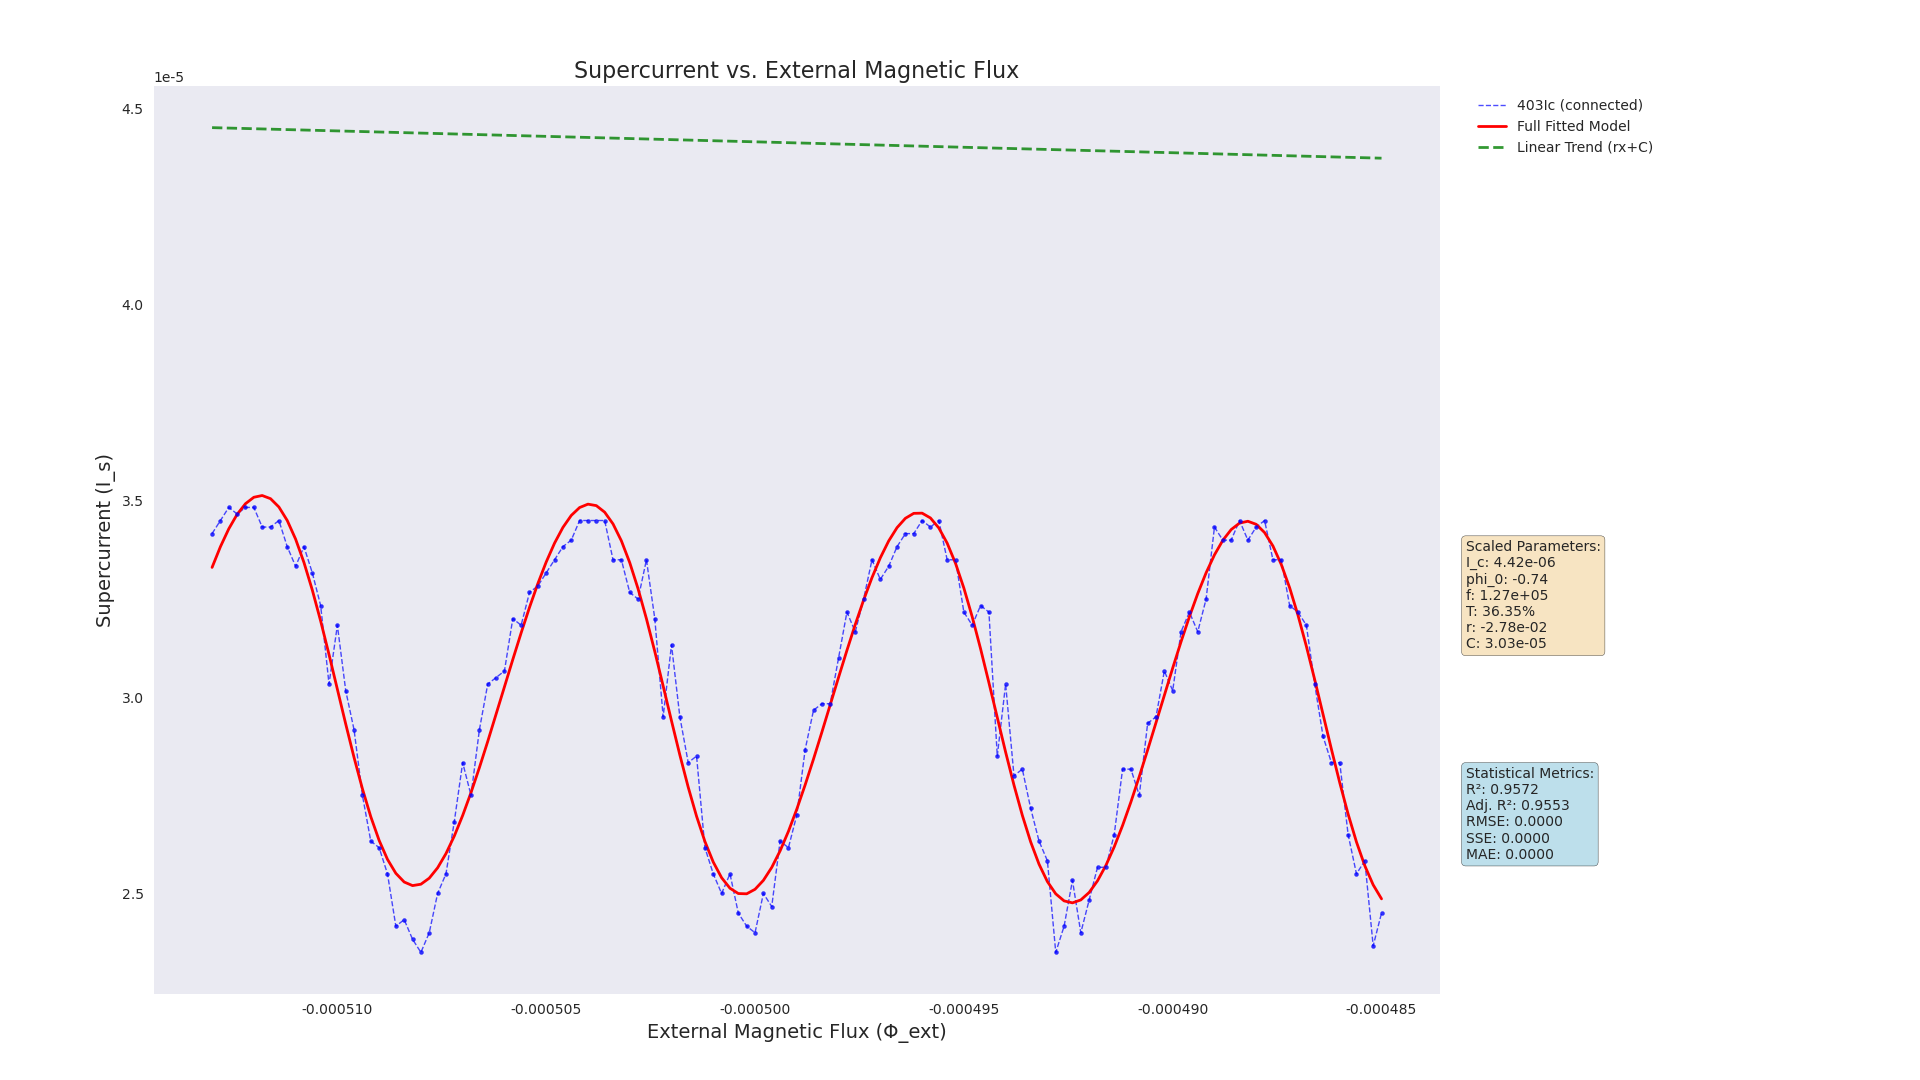 Supercurrent vs. External Magnetic Flux
1e-5
4.5
4.0
3.5
3.0
2.5
Supercurrent (I_s)
-0.000510
-0.000505
-0.000500
-0.000495
-0.000490
-0.000485
External Magnetic Flux (Φ_ext)
403Ic (connected)
Full Fitted Model
Linear Trend (rx+C)
Scaled Parameters:
I_c: 4.42e-06
phi_0: -0.74
f: 1.27e+05
T: 36.35%
r: -2.78e-02
C: 3.03e-05
Statistical Metrics:
R²: 0.9572
Adj. R²: 0.9553
RMSE: 0.0000
SSE: 0.0000
MAE: 0.0000